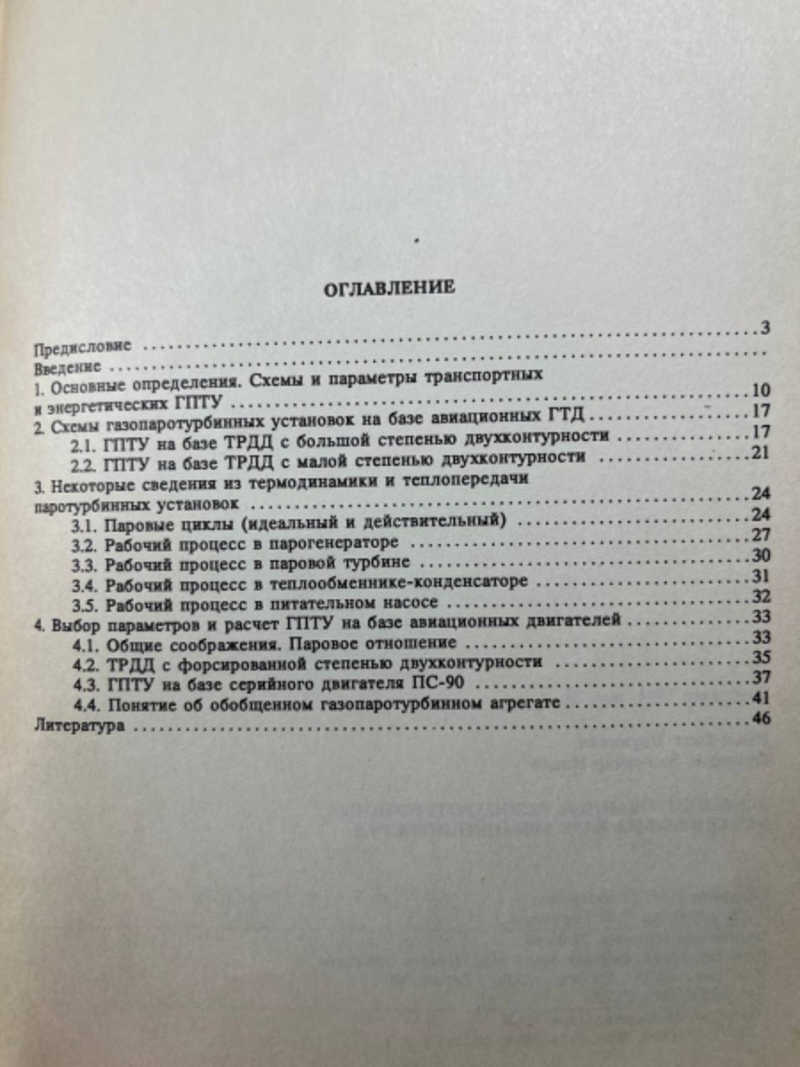 ОГЛАВЛЕНИЕ
Предисловие ........ 3
Введение ........
1. Основные определения. Схемы и параметры транспортных
и энергетических ГПТУ ........ 10
2. Схемы газопаротурбинных установок на базе авиационных ГТД ........ 17
2.1. ГПТУ на базе ТРДД с большой степенью двухконтурности ........ 17
2.2. ГПТУ на базе ТРДД с малой степенью двухконтурности ........ 21
3. Некоторые сведения из термодинамики и теплопередачи
паротурбинных установок ........ 24
3.1. Паровые циклы (идеальный и действительный) ........ 24
3.2. Рабочий процесс в парогенераторе ........ 27
3.3. Рабочий процесс в паровой турбине ........ 30
3.4. Рабочий процесс в теплообменнике-конденсаторе ........ 31
3.5. Рабочий процесс в питательном насосе ........ 32
4. Выбор параметров и расчет ГПТУ на базе авиационных двигателей ........ 33
4.1. Общие соображения. Паровое отношение ........ 33
4.2. ТРДД с форсированной степенью двухконтурности ........ 35
4.3. ГПТУ на базе серийного двигателя ПС-90 ........ 37
4.4. Понятие об обобщенном газопаротурбинном агрегате ........ 41
Литература ........ 46